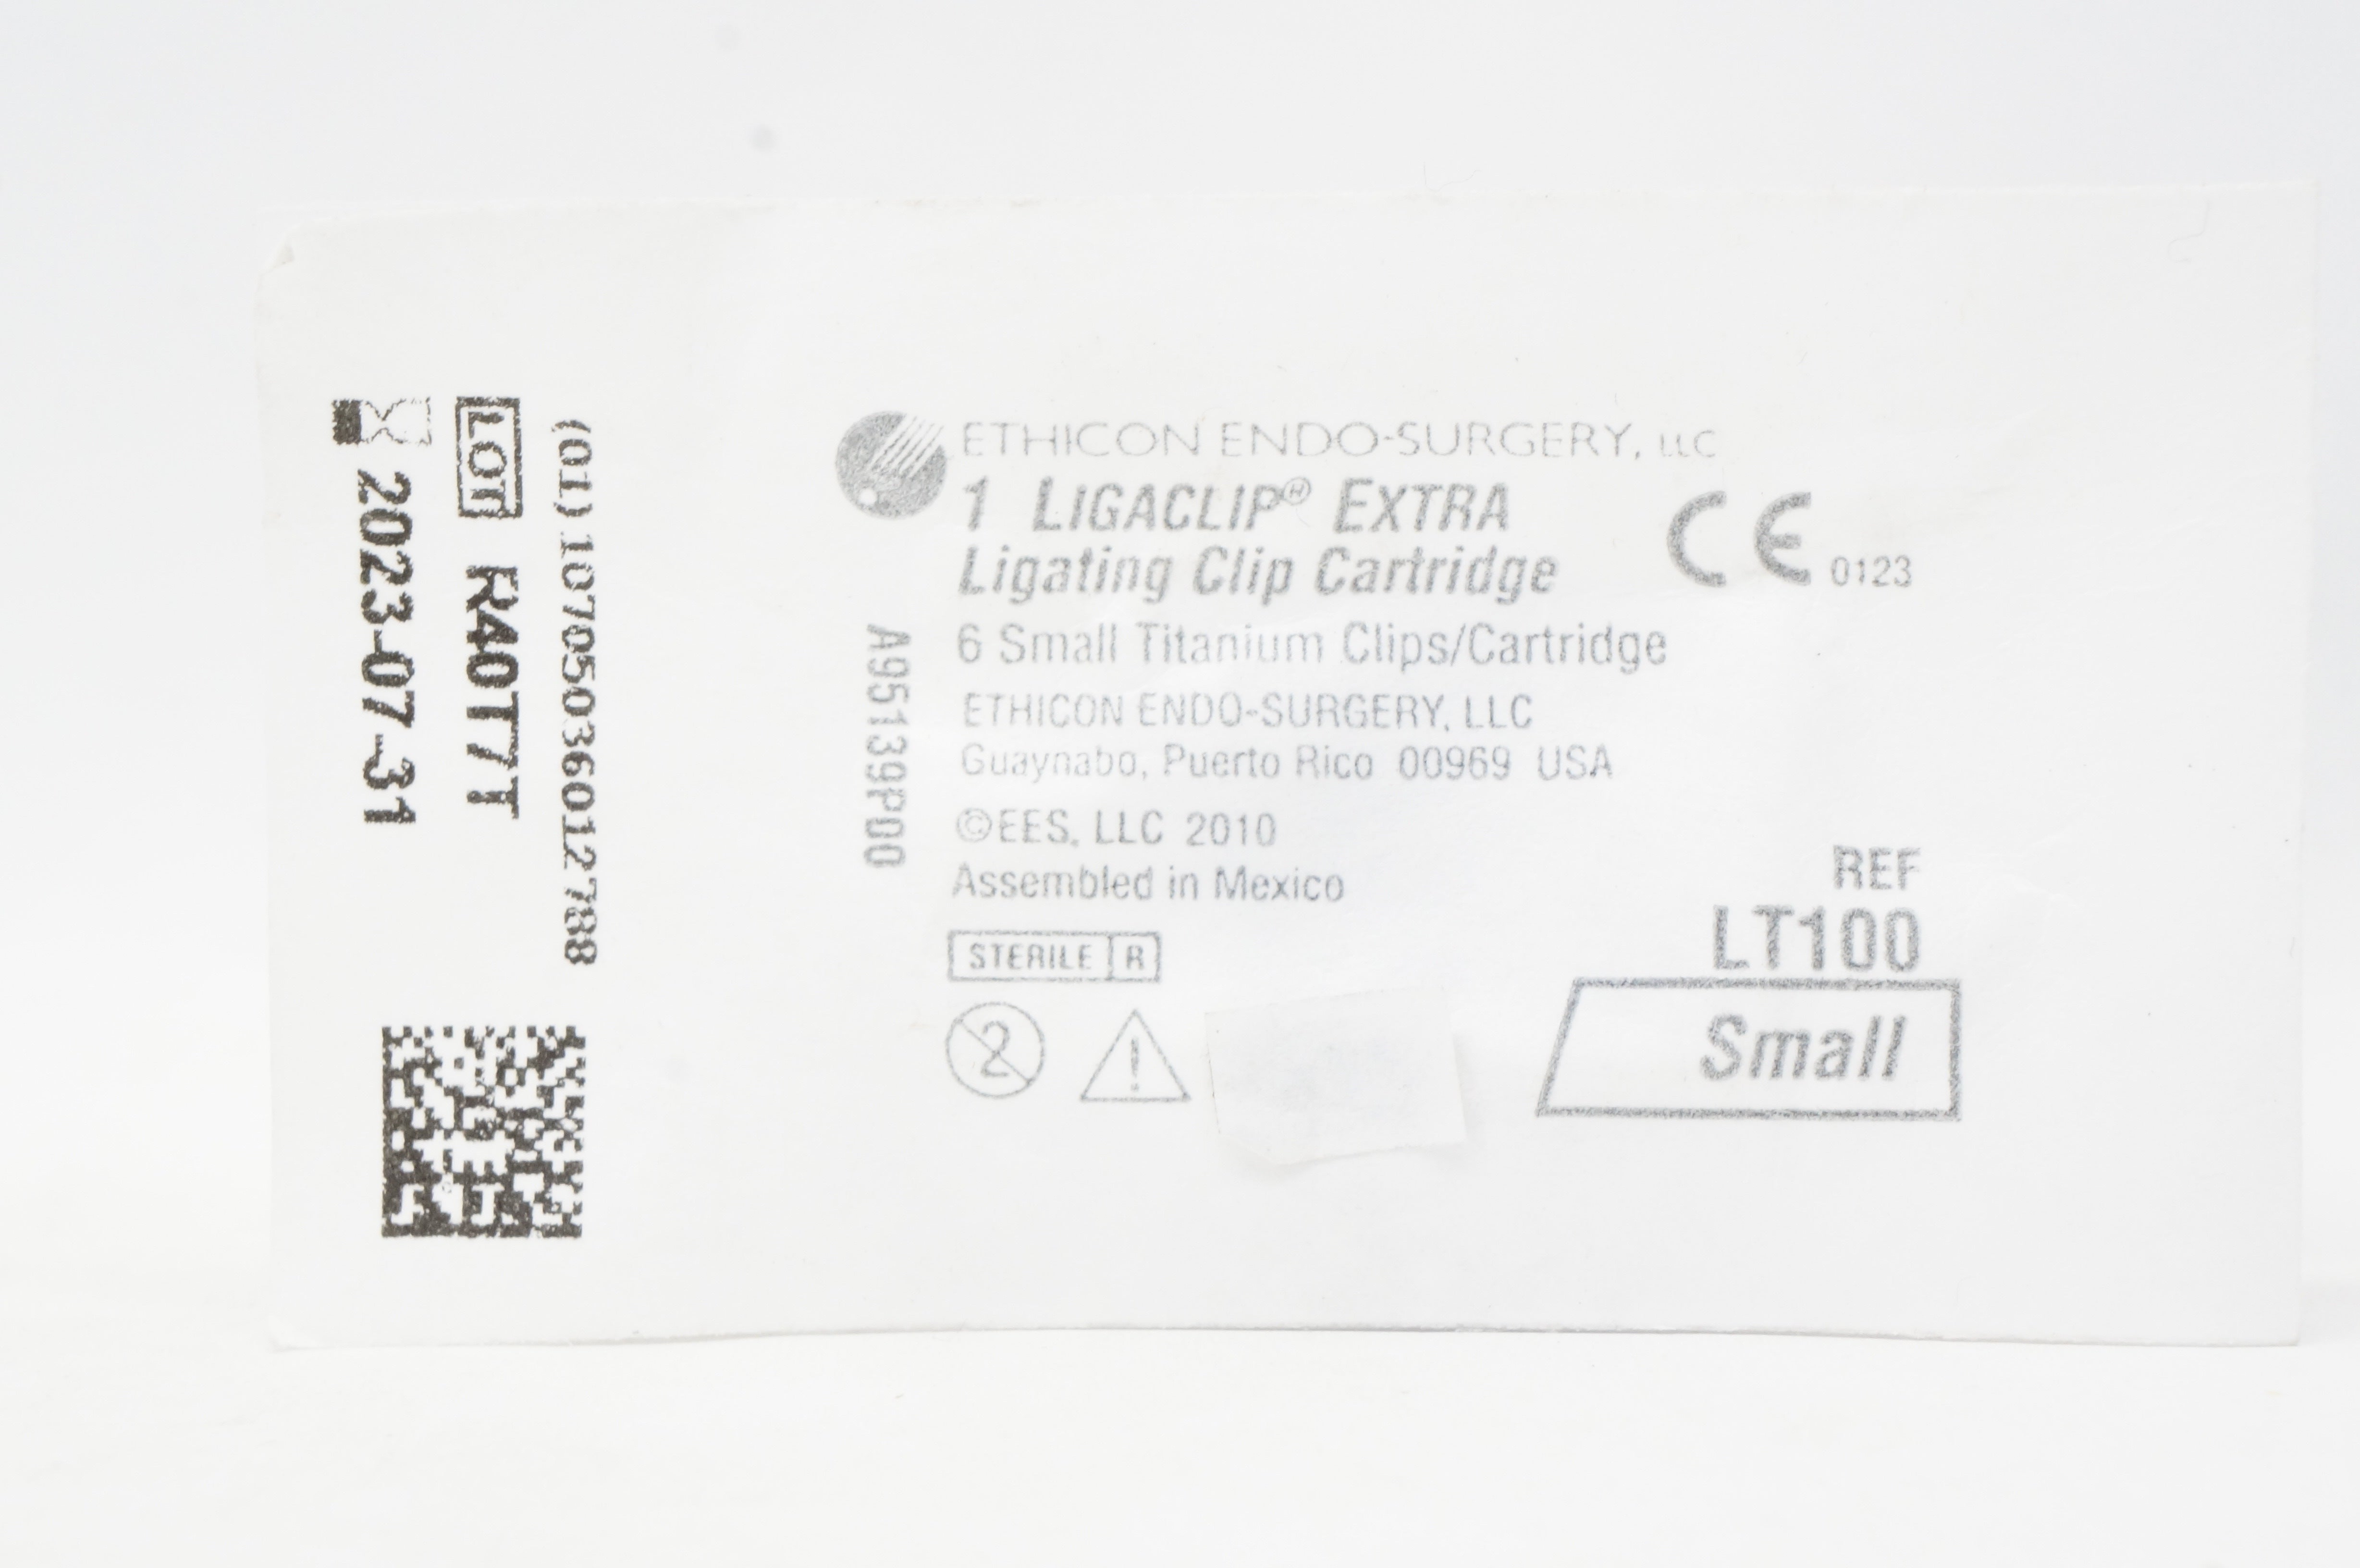 ETHICON ENDO-SURGERY, LLC
1 LIGACLIP® EXTRA
Ligating Clip Cartridge
6 Small Titanium Clips/Cartridge
ETHICON ENDO-SURGERY, LLC
Guaynabo, Puerto Rico 00969 USA
©EES, LLC 2010
Assembled in Mexico
STERILE R
2
!
CE 0123
REF
LT100
Small
A95139P00
(01) 10705036012788
LOT R40T7T
2023-07-31